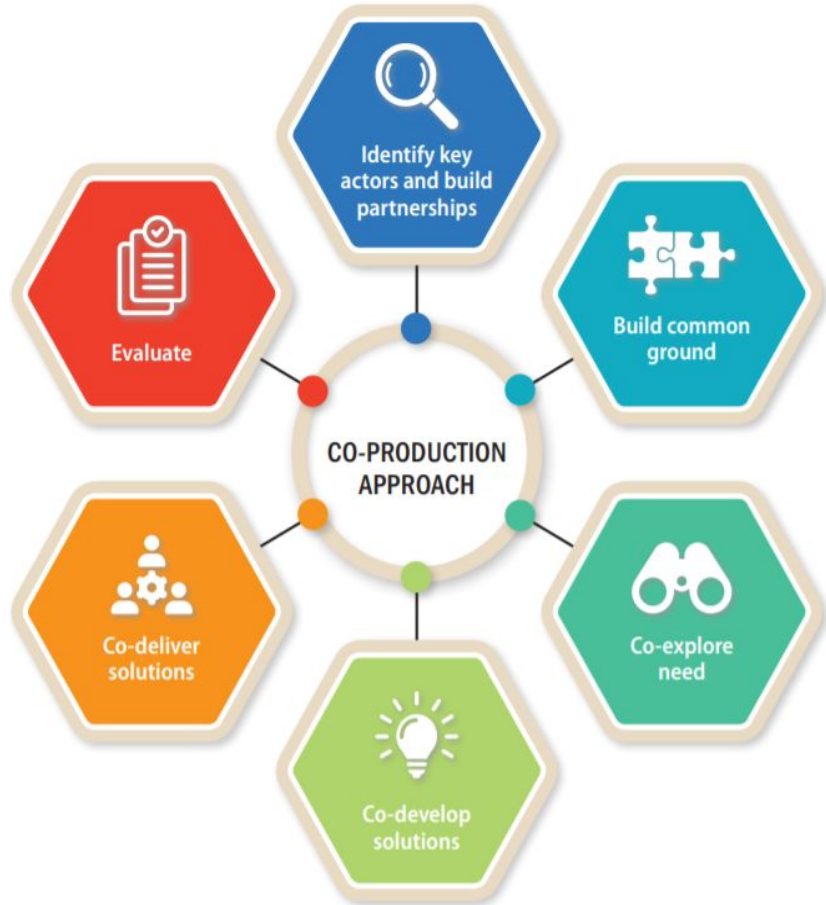 Identify key
actors and build
partnerships
Build common
ground
Co-explore
need
Co-develop
solutions
Co-deliver
solutions
Evaluate
CO-PRODUCTION
APPROACH